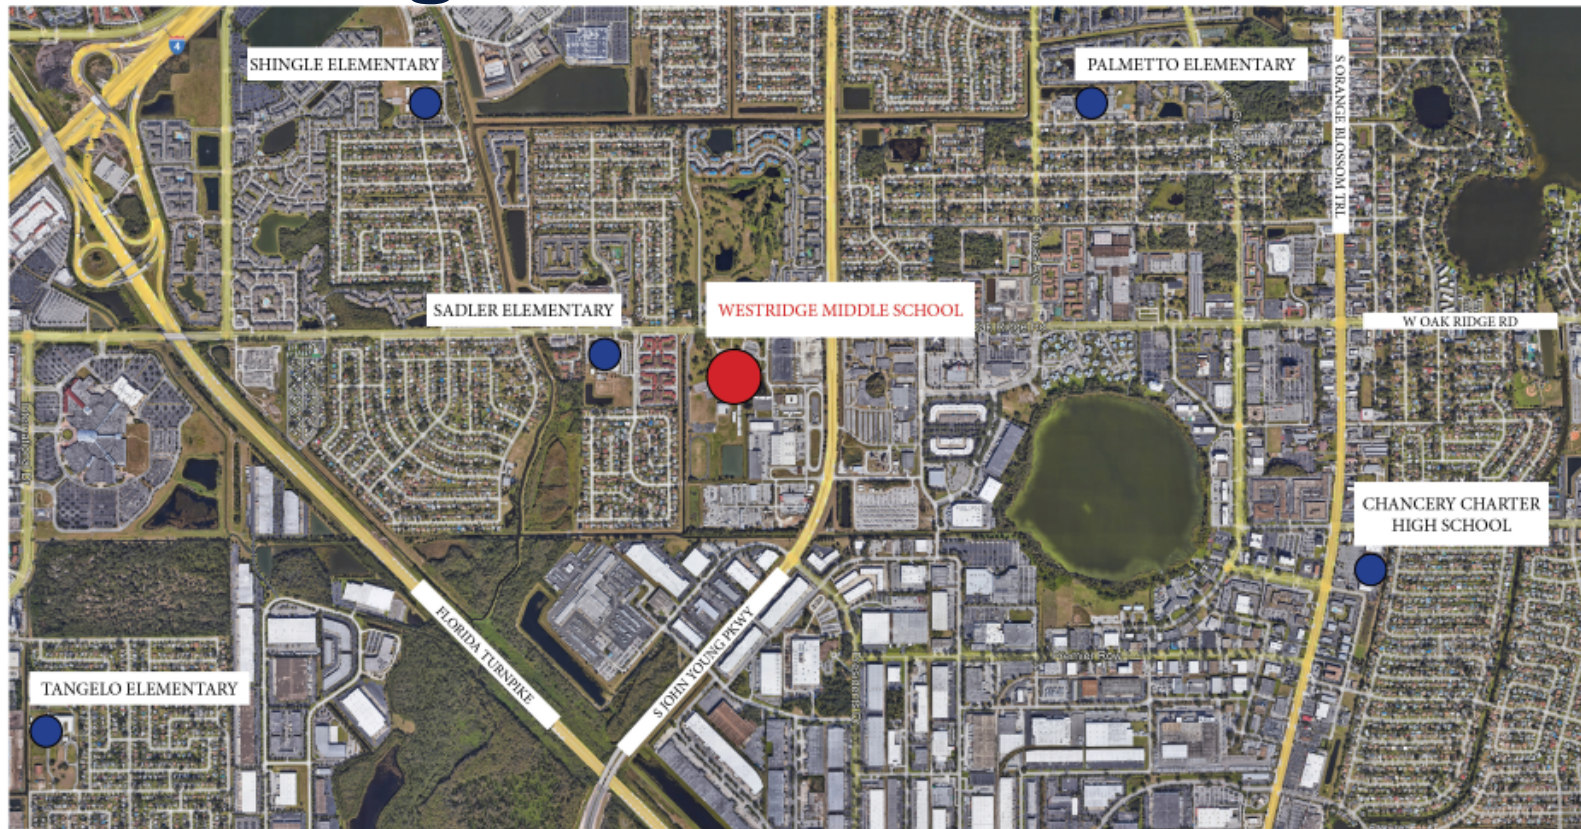 4
SHINGLE ELEMENTARY
PALMETTO ELEMENTARY
S ORANGE BLOSSOM TRL
SADLER ELEMENTARY
WESTRIDGE MIDDLE SCHOOL
W OAK RIDGE RD
CHANCERY CHARTER
HIGH SCHOOL
FLORIDA TURNPIKE
S JOHN YOUNG PKWY
TANGELO ELEMENTARY